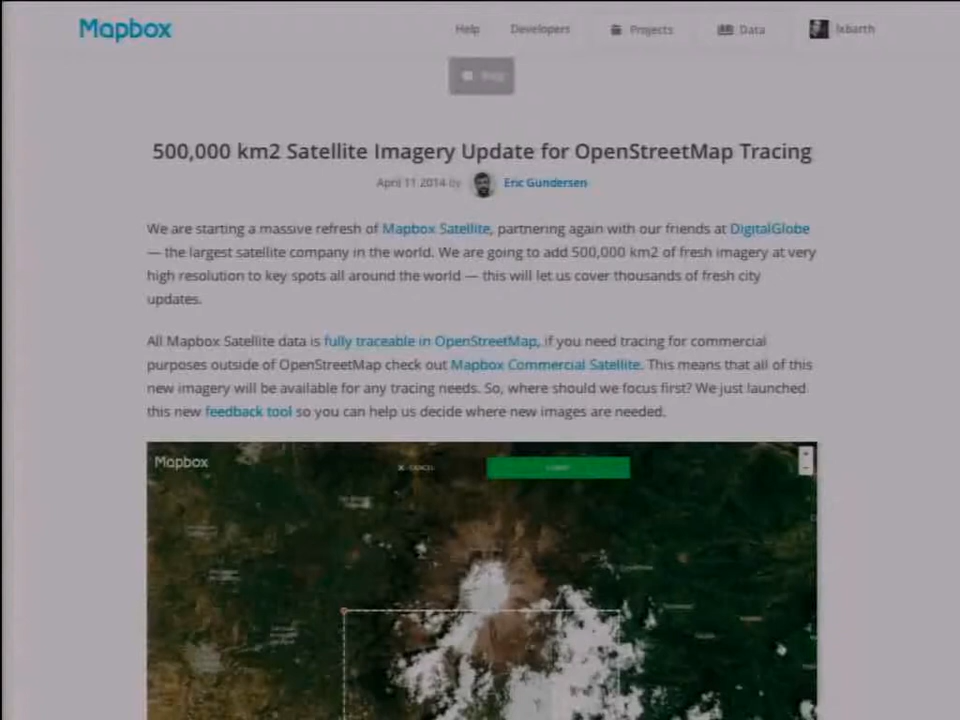 Mapbox
Help Developers Projects Data lxbarth
Blog
500,000 km2 Satellite Imagery Update for OpenStreetMap Tracing
April 11 2014 by Eric Gundersen
We are starting a massive refresh of Mapbox Satellite, partnering again with our friends at DigitalGlobe
— the largest satellite company in the world. We are going to add 500,000 km2 of fresh imagery at very
high resolution to key spots all around the world — this will let us cover thousands of fresh city
updates.
All Mapbox Satellite data is fully traceable in OpenStreetMap, if you need tracing for commercial
purposes outside of OpenStreetMap check out Mapbox Commercial Satellite. This means that all of this
new imagery will be available for any tracing needs. So, where should we focus first? We just launched
this new feedback tool so you can help us decide where new images are needed.
Mapbox
CANCEL